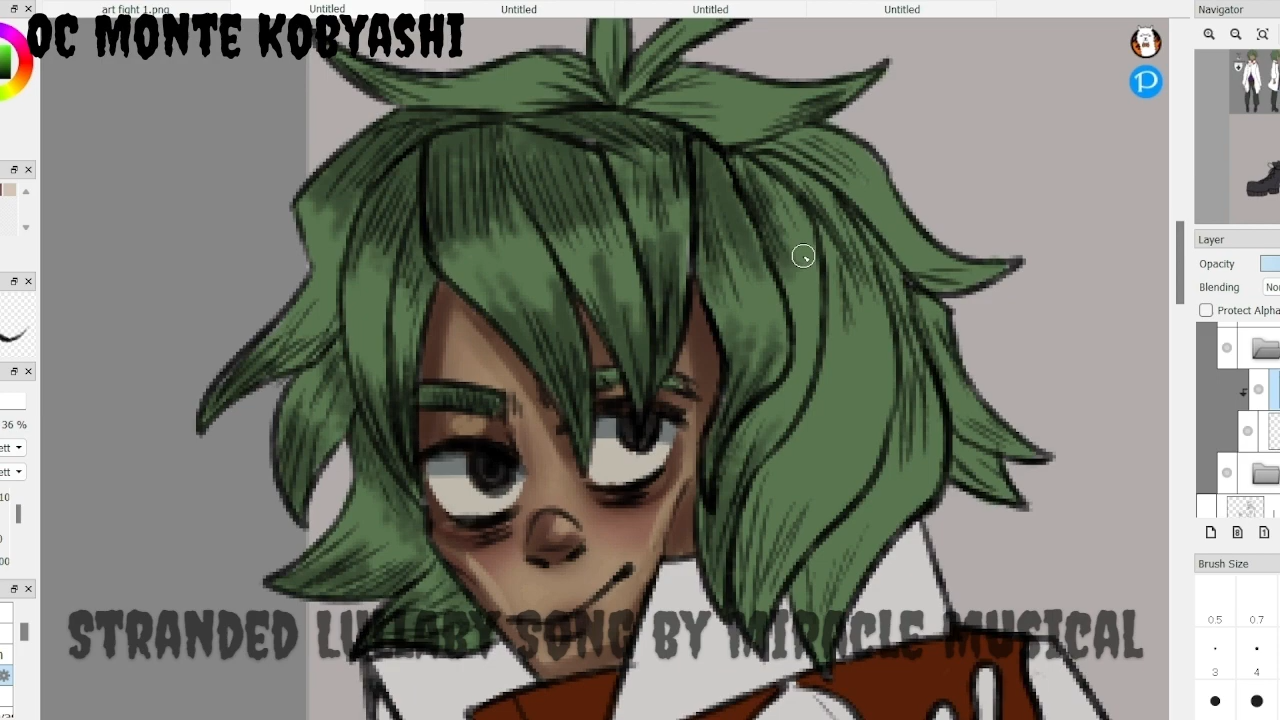 art fight 1.png
Untitled
Untitled
Untitled
Untitled
Navigator
OC MONTE KOBYASHI
P
Layer
Opacity
Blending
Protect Alpha
36 %
STRANDED LULLABY SONG BY MIRACLE MUSICAL
Brush Size
0.5 0.7
3 4